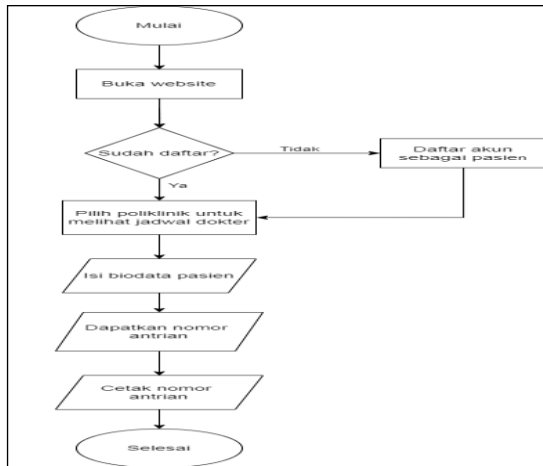 Mulai
Buka website
Sudah daftar?
Tidak
Daftar akun
sebagai pasien
Ya
Pilih poliklinik untuk
melihat jadwal dokter
Isi biodata pasien
Dapatkan nomor
antrian
Cetak nomor
antrian
Selesai